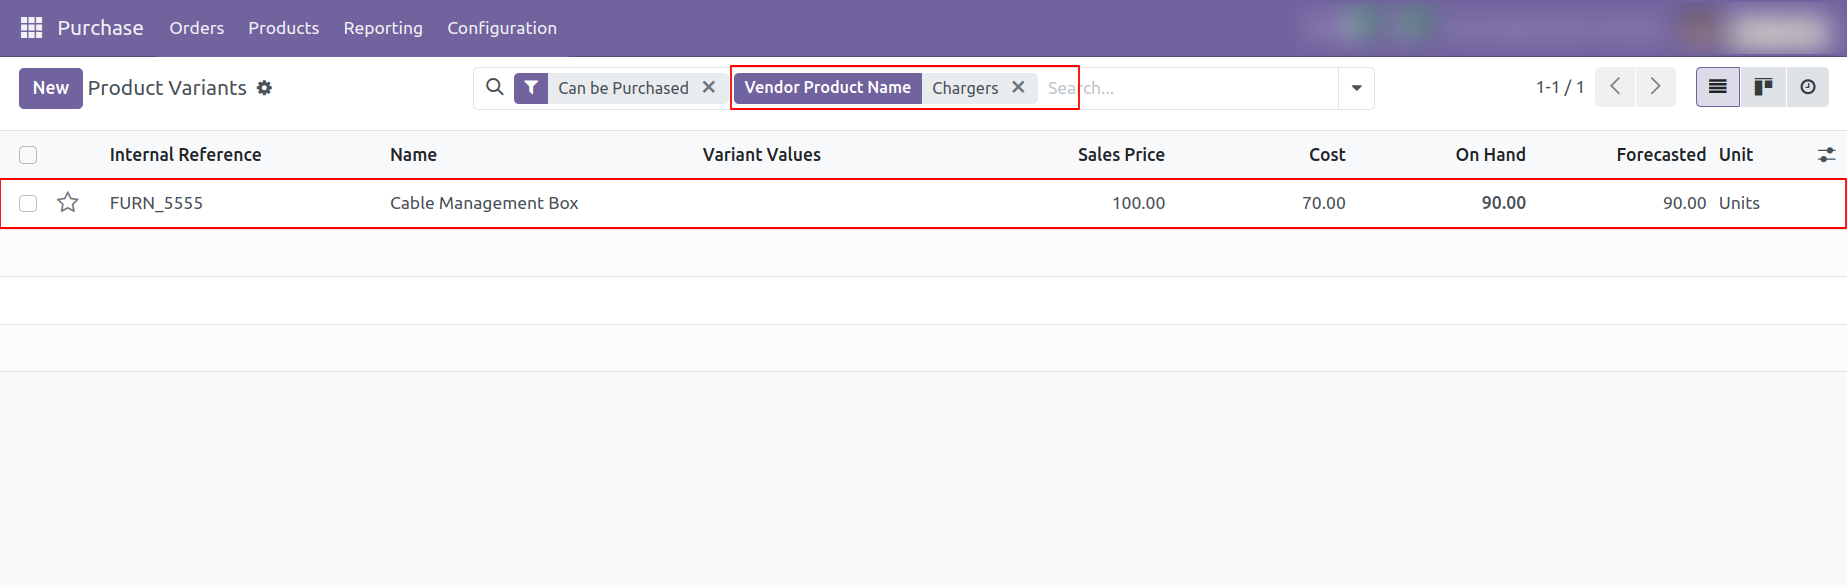 Purchase Orders Products Reporting Configuration
New Product Variants Can be Purchased Vendor Product Name Chargers Search... 1-1 / 1
Internal Reference Name Variant Values Sales Price Cost On Hand Forecasted Unit
FURN_5555 Cable Management Box 100.00 70.00 90.00 90.00 Units